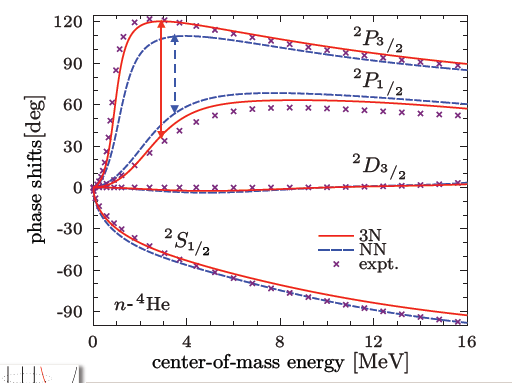 120
90
60
30
0
-30
-60
-90
phase shifts[deg]
²P₃/₂
²P₁/₂
²D₃/₂
²S₁/₂
3N
NN
expt.
n-⁴He
0 4 8 12 16
center-of-mass energy [MeV]